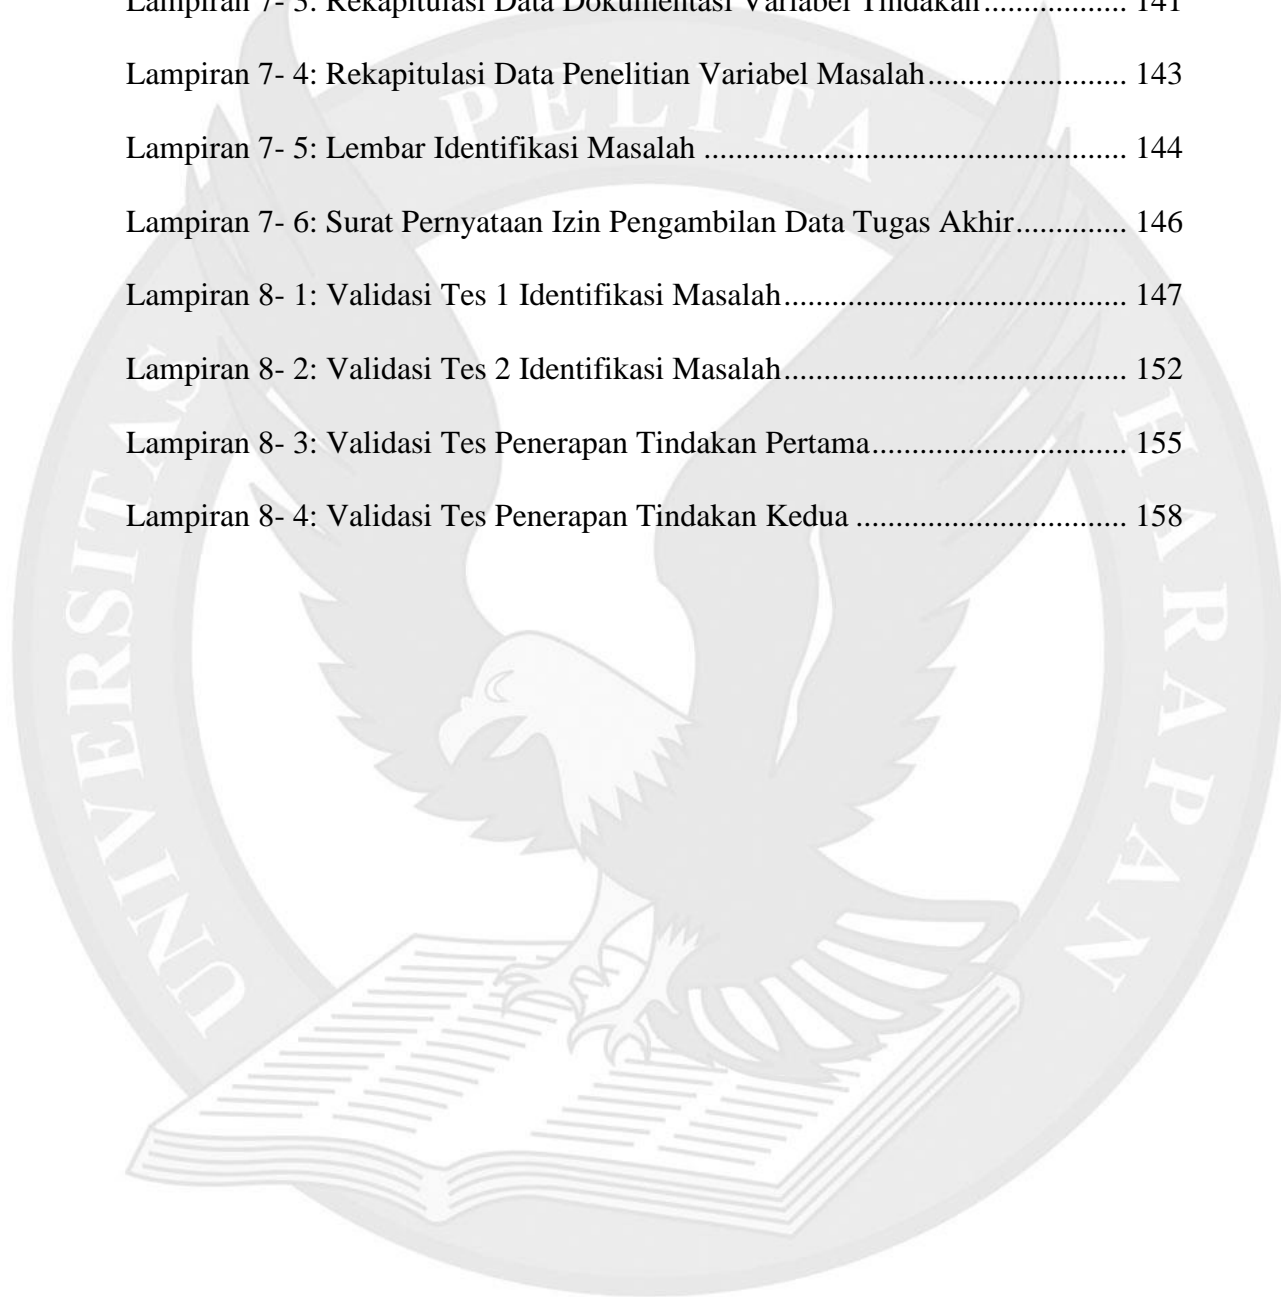 Lampiran 7- 3: Rekapitulasi Data Dokumentasi Variabel Tindakan.................. 141
Lampiran 7- 4: Rekapitulasi Data Penelitian Variabel Masalah......................... 143
Lampiran 7- 5: Lembar Identifikasi Masalah ..................................................... 144
Lampiran 7- 6: Surat Pernyataan Izin Pengambilan Data Tugas Akhir.............. 146
Lampiran 8- 1: Validasi Tes 1 Identifikasi Masalah........................................... 147
Lampiran 8- 2: Validasi Tes 2 Identifikasi Masalah........................................... 152
Lampiran 8- 3: Validasi Tes Penerapan Tindakan Pertama................................ 155
Lampiran 8- 4: Validasi Tes Penerapan Tindakan Kedua .................................. 158
UNIVERSITAS PELITA HARAPAN